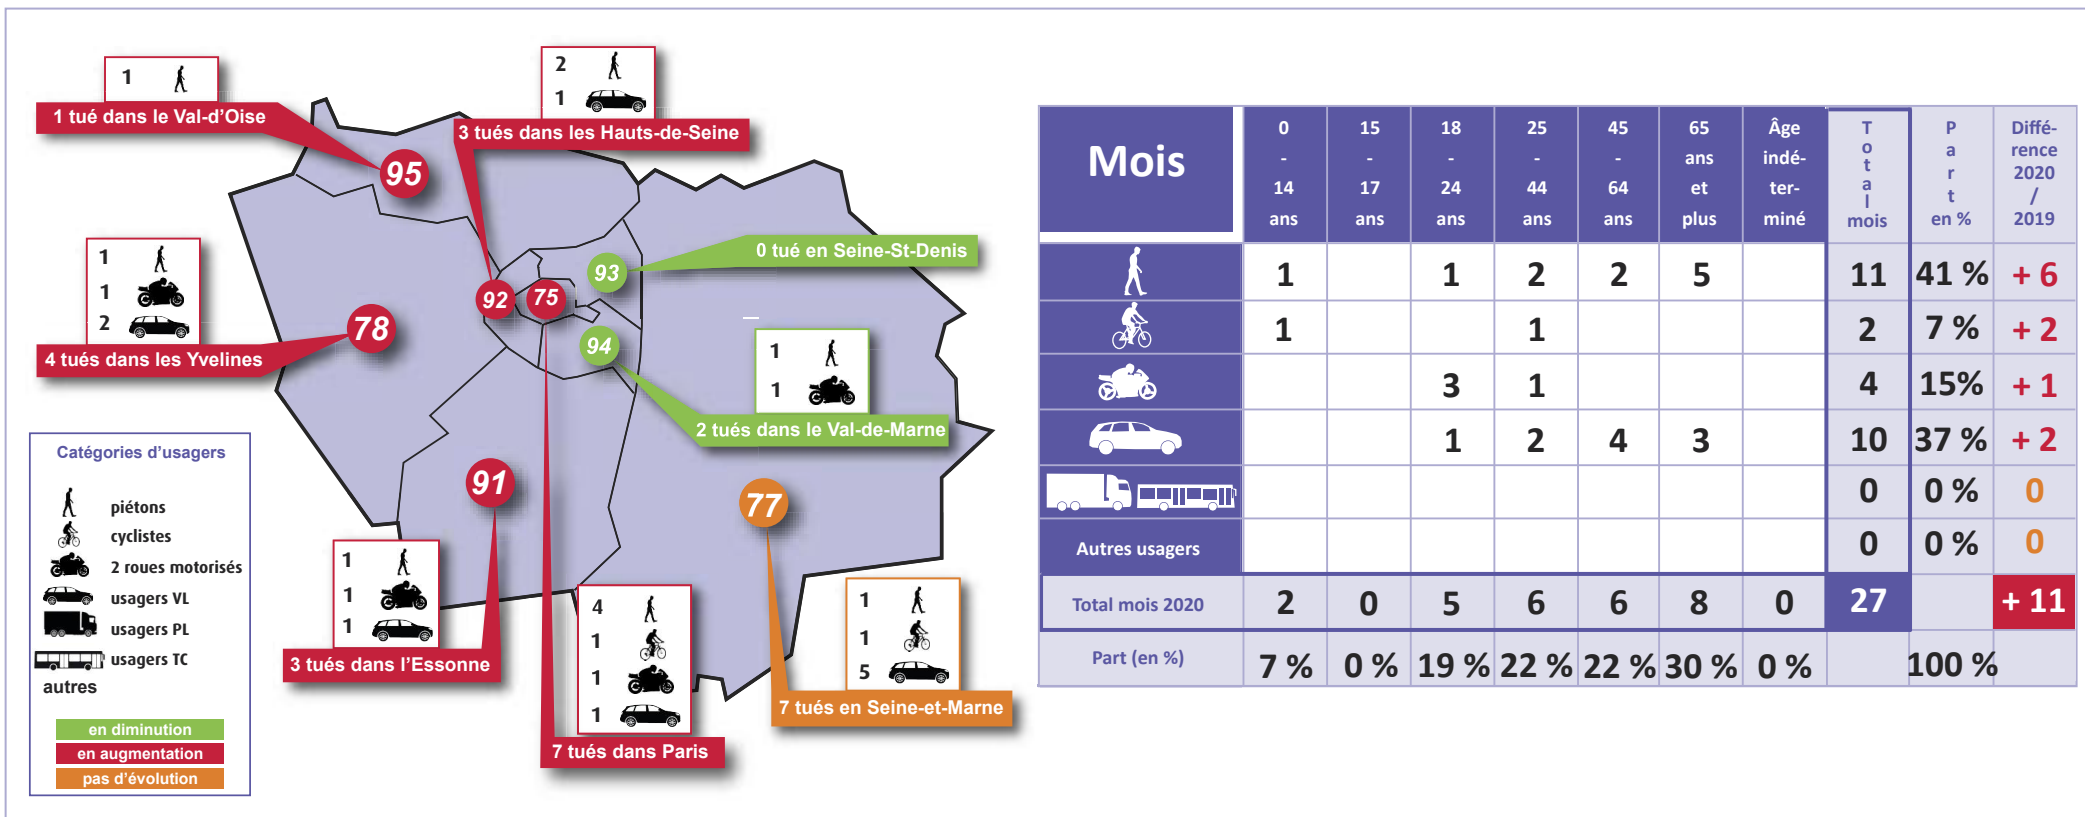 1
1 tué dans le Val-d'Oise
2
1
3 tués dans les Hauts-de-Seine
95
0 tué en Seine-St-Denis
93
92
75
94
78
1
1
2
4 tués dans les Yvelines
1
1
2 tués dans le Val-de-Marne
91
77
1
1
1
3 tués dans l'Essonne
4
1
1
1
7 tués dans Paris
1
1
5
7 tués en Seine-et-Marne
Catégories d'usagers
piétons
cyclistes
2 roues motorisés
usagers VL
usagers PL
usagers TC
autres
en diminution
en augmentation
pas d'évolution
Mois
0 - 14 ans
15 - 17 ans
18 - 24 ans
25 - 44 ans
45 - 64 ans
65 ans et plus
Âge indé- ter- miné
Total mois
Part en %
Diffé- rence 2020 / 2019
1 1 2 2 5 11 41 % + 6
1 1 2 7 % + 2
3 1 4 15% + 1
1 2 4 3 10 37 % + 2
0 0 % 0
Autres usagers 0 0 % 0
Total mois 2020 2 0 5 6 6 8 0 27 + 11
Part (en %) 7 % 0 % 19 % 22 % 22 % 30 % 0 % 100 %